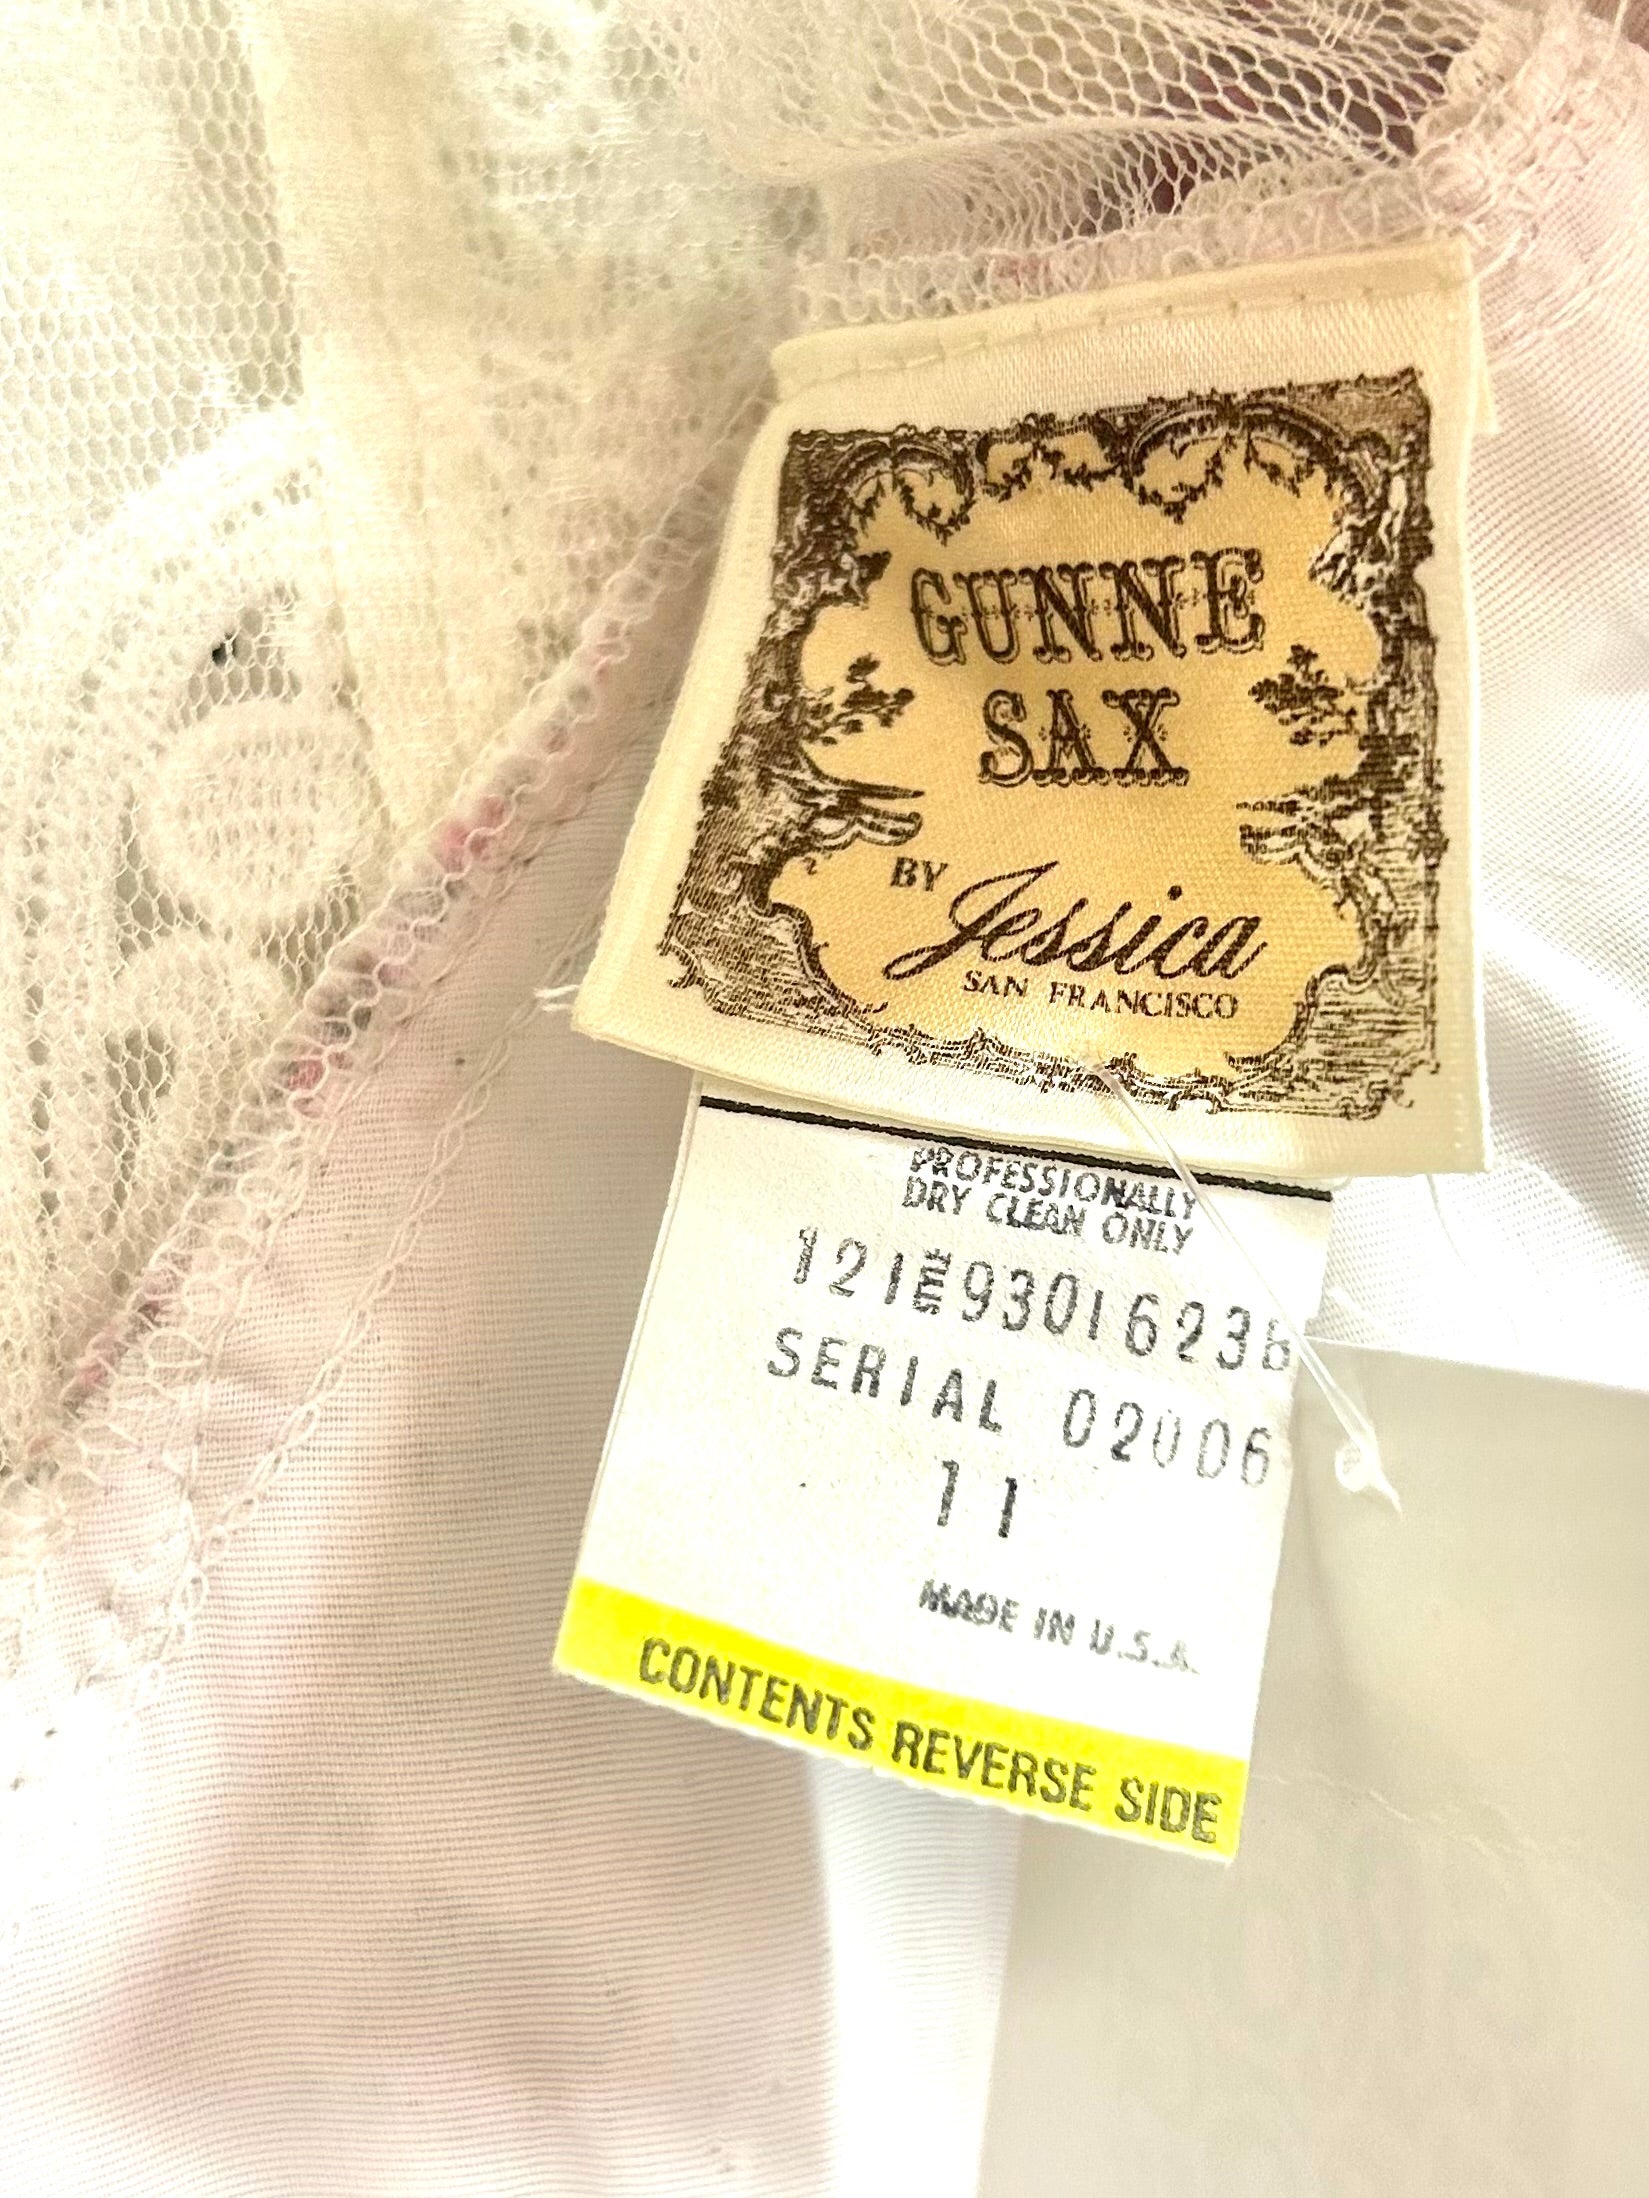 GUNNE
SAX
BY Jessica
SAN FRANCISCO
PROFESSIONALLY
DRY CLEAN ONLY
SERIAL 02006
11
MADE IN U.S.A.
CONTENTS REVERSE SIDE